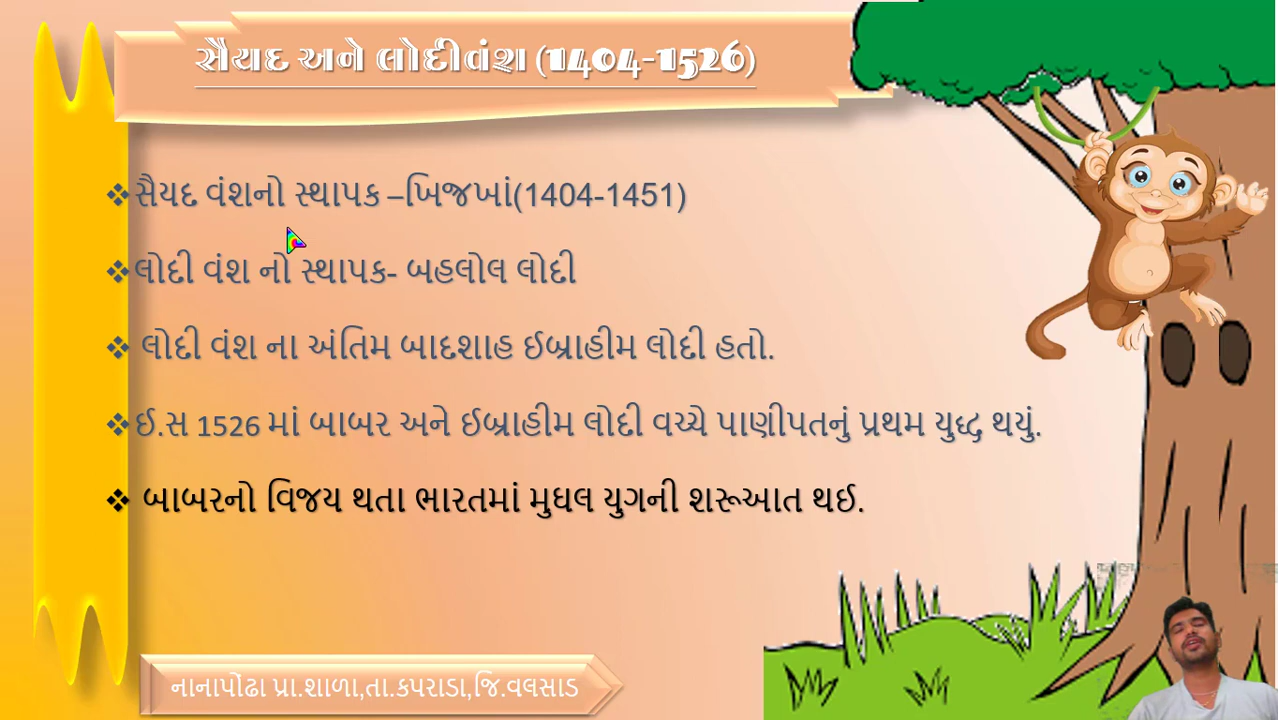 સૈયદ અને લોદીવંશ (1404-1526)
❖સૈયદ વંશનો સ્થાપક –ખિજખાં(1404-1451)
❖લોદી વંશ નો સ્થાપક- બહલોલ લોદી
❖ લોદી વંશ ના અંતિમ બાદશાહ ઈબ્રાહીમ લોદી હતો.
❖ઈ.સ 1526 માં બાબર અને ઈબ્રાહીમ લોદી વચ્ચે પાણીપતનું પ્રથમ યુદ્ધ થયું.
❖ બાબરનો વિજય થતા ભારતમાં મુઘલ યુગની શરૂઆત થઈ.
નાનાપોંઢા પ્રા.શાળા,તા.કપરાડા,જિ.વલસાડ